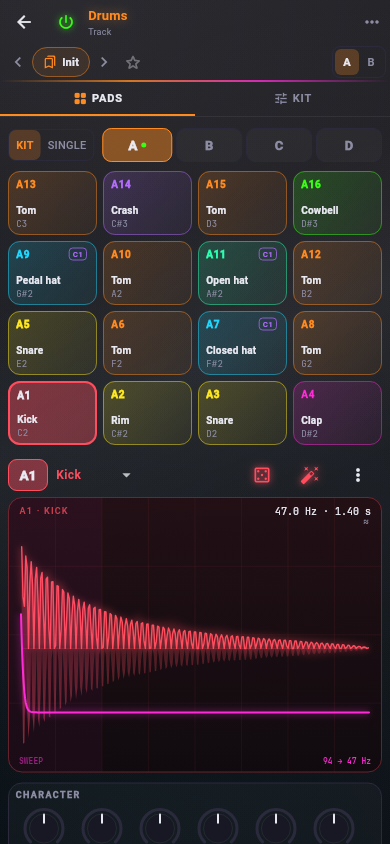 Drums
Track
Init
A B
PADS KIT
KIT SINGLE A B C D
A13 A14 A15 A16
Tom Crash Tom Cowbell
C3 C#3 D3 D#3
A9 C1 A10 A11 C1 A12
Pedal hat Tom Open hat Tom
G#2 A2 A#2 B2
A5 A6 A7 C1 A8
Snare Tom Closed hat Tom
E2 F2 F#2 G2
A1 A2 A3 A4
Kick Rim Snare Clap
C2 C#2 D2 D#2
A1 Kick
A1 · KICK 47.0 Hz · 1.40 s
≈
SWEEP 94 → 47 Hz
CHARACTER